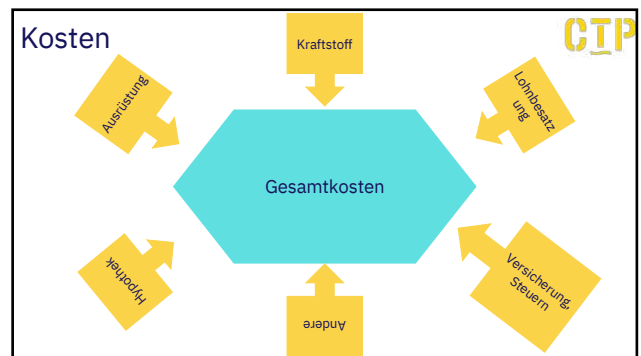 Kosten
CTP
Kraftstoff
Ausrüstung
Lohnbesatz
ung
Gesamtkosten
Hypothek
Andere
Versicherung,
Steuern